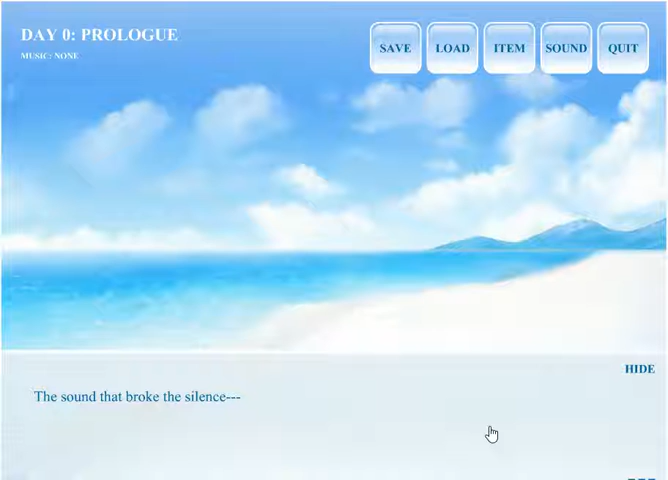 DAY 0: PROLOGUE
MUSIC: NONE
SAVE LOAD ITEM SOUND QUIT
HIDE
The sound that broke the silence---